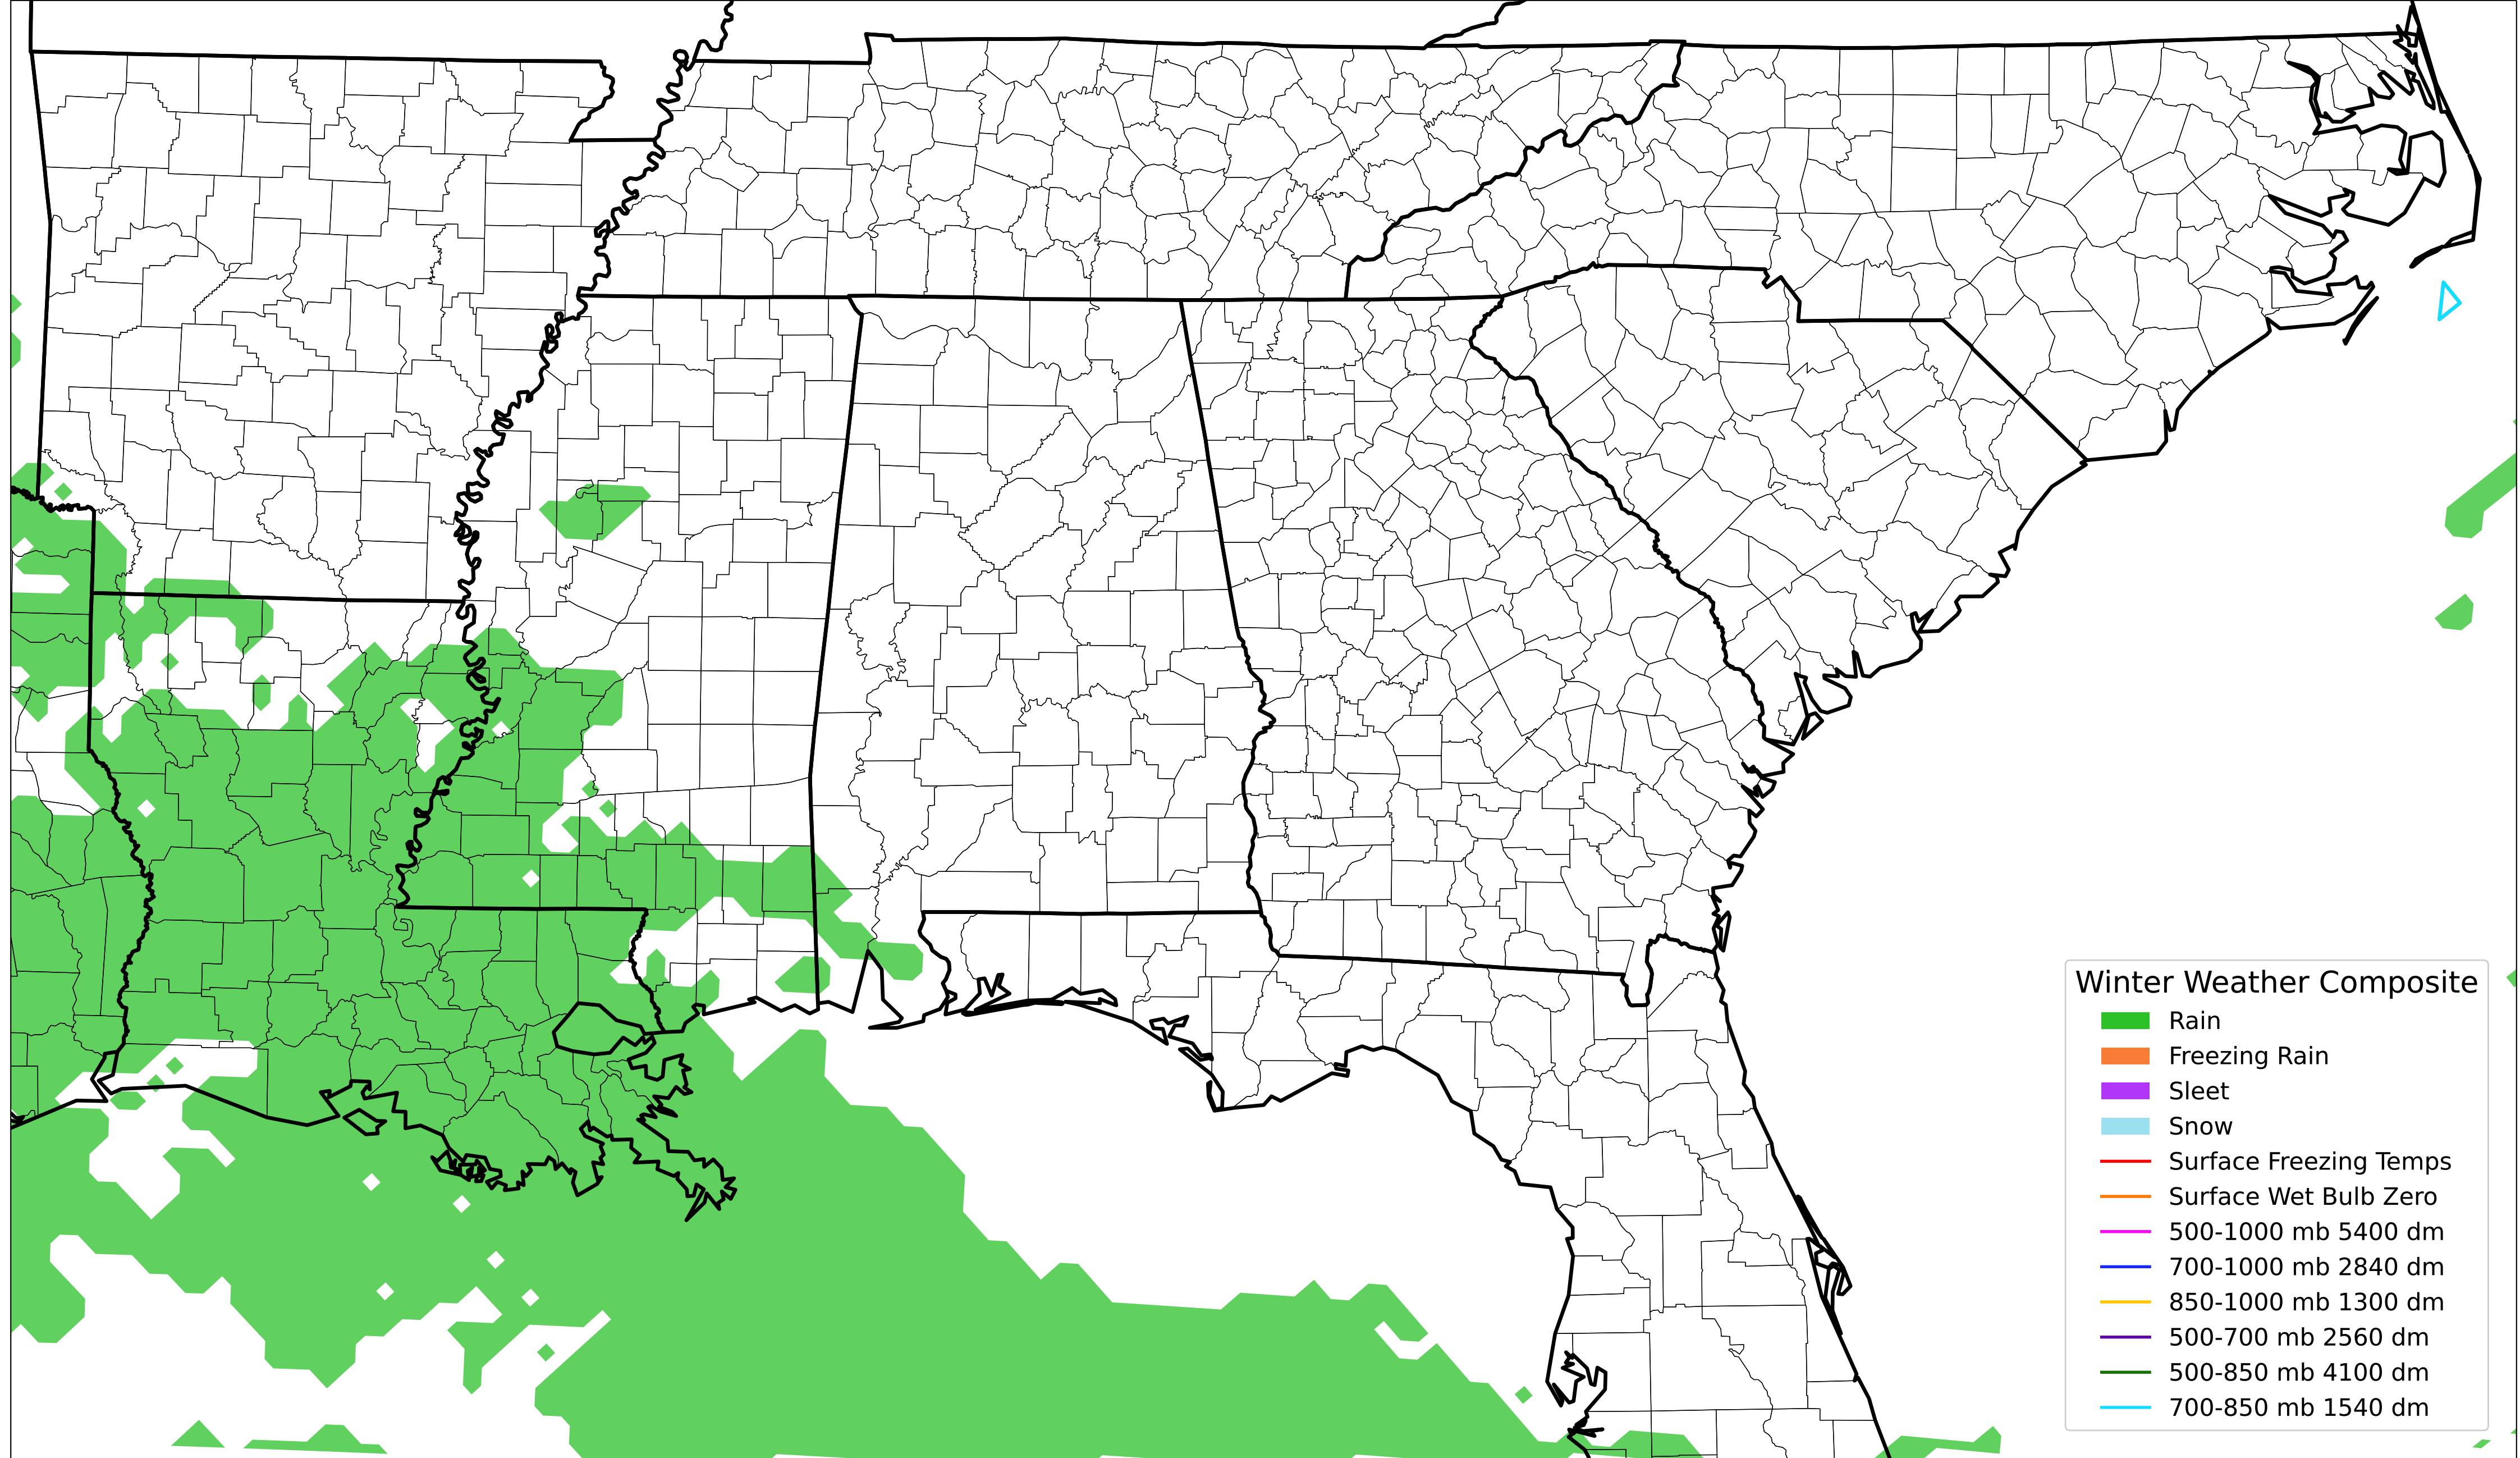 Winter Weather Composite
Rain
Freezing Rain
Sleet
Snow
Surface Freezing Temps
Surface Wet Bulb Zero
500-1000 mb 5400 dm
700-1000 mb 2840 dm
850-1000 mb 1300 dm
500-700 mb 2560 dm
500-850 mb 4100 dm
700-850 mb 1540 dm